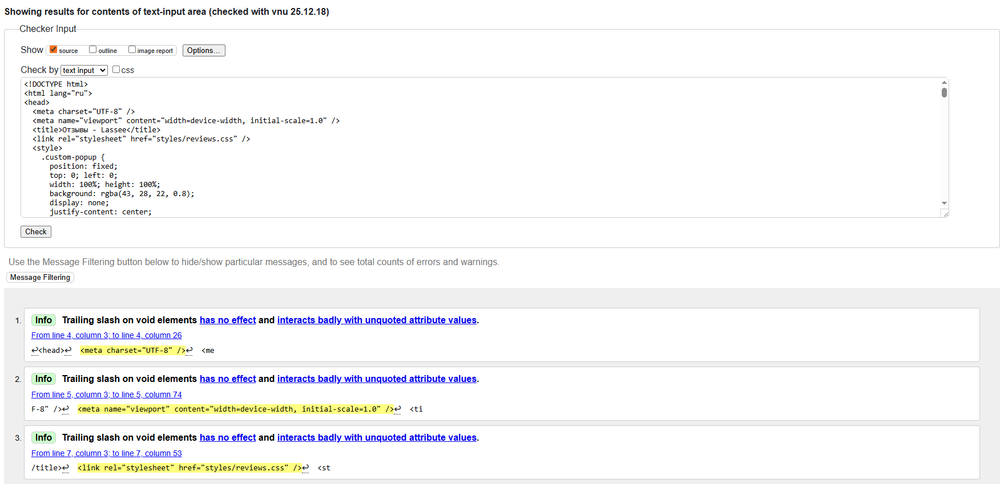 Showing results for contents of text-input area (checked with vnu 25.12.18)
Checker Input
Show source outline image report Options...
Check by text input css
<!DOCTYPE html>
<html lang="ru">
<head>
  <meta charset="UTF-8" />
  <meta name="viewport" content="width=device-width, initial-scale=1.0" />
  <title>Отзывы - Lassee</title>
  <link rel="stylesheet" href="styles/reviews.css" />
  <style>
    .custom-popup {
      position: fixed;
      top: 0; left: 0;
      width: 100%; height: 100%;
      background: rgba(43, 28, 22, 0.8);
      display: none;
      justify-content: center;
Check
Use the Message Filtering button below to hide/show particular messages, and to see total counts of errors and warnings.
Message Filtering
1. Info Trailing slash on void elements has no effect and interacts badly with unquoted attribute values.
From line 4, column 3; to line 4, column 26
↩<head>↩  <meta charset="UTF-8" />↩  <me
2. Info Trailing slash on void elements has no effect and interacts badly with unquoted attribute values.
From line 5, column 3; to line 5, column 74
F-8" />↩  <meta name="viewport" content="width=device-width, initial-scale=1.0" />↩  <ti
3. Info Trailing slash on void elements has no effect and interacts badly with unquoted attribute values.
From line 7, column 3; to line 7, column 53
/title>↩  <link rel="stylesheet" href="styles/reviews.css" />↩  <st